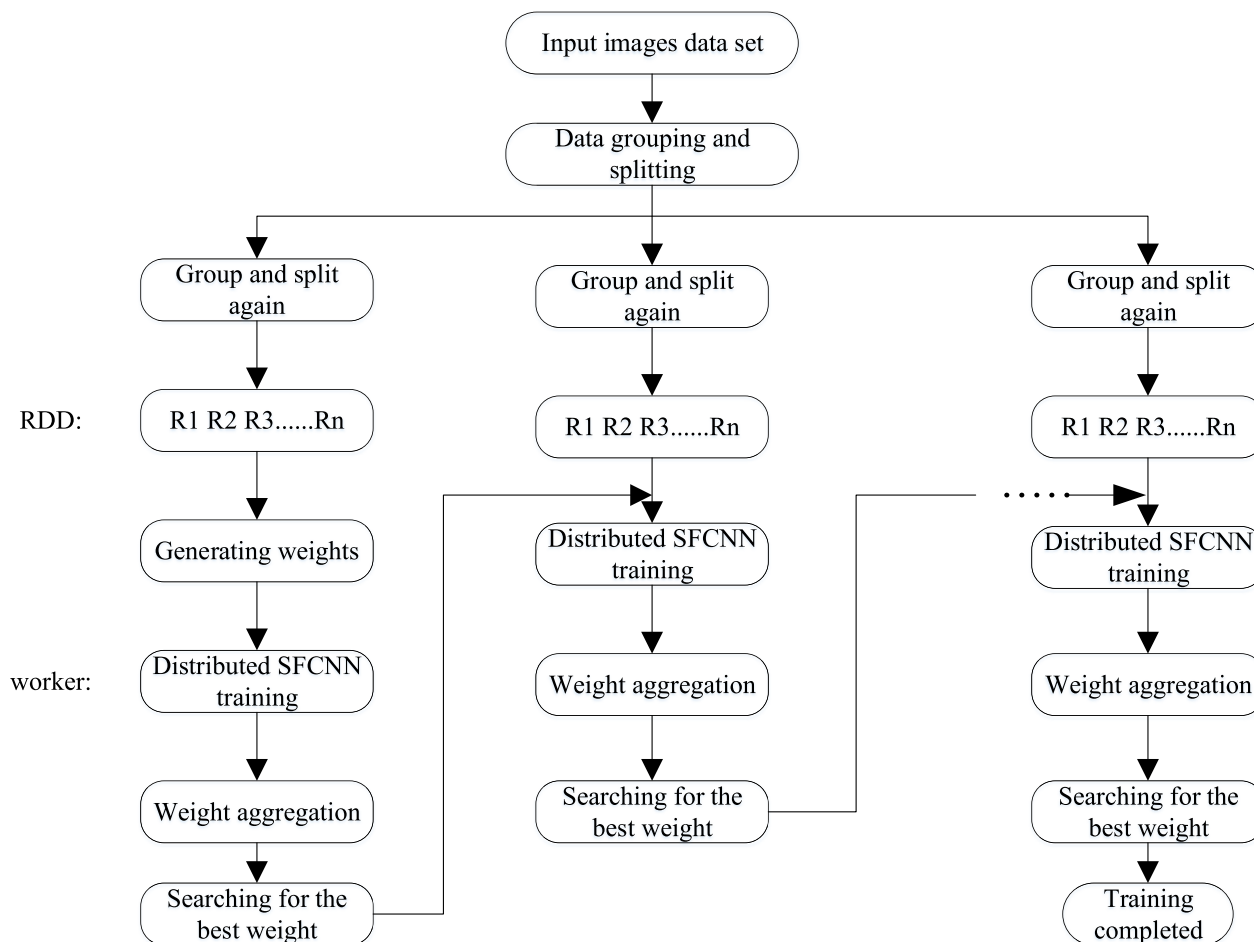 Input images data set
Data grouping and
splitting
Group and split
again
Group and split
again
Group and split
again
RDD:
R1 R2 R3......Rn
R1 R2 R3......Rn
R1 R2 R3......Rn
Generating weights
Distributed SFCNN
training
Distributed SFCNN
training
worker:
Distributed SFCNN
training
Weight aggregation
Weight aggregation
Weight aggregation
Searching for the
best weight
Searching for the
best weight
Searching for the
best weight
Training
completed